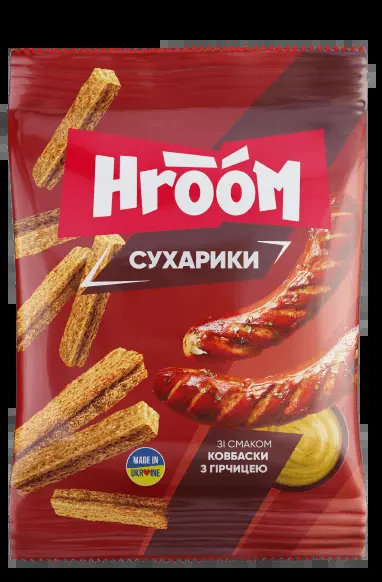 HROOM
СУХАРИКИ
ЗІ СМАКОМ
КОВБАСКИ
З ГІРЧИЦЕЮ
MADE IN
UKRAINE